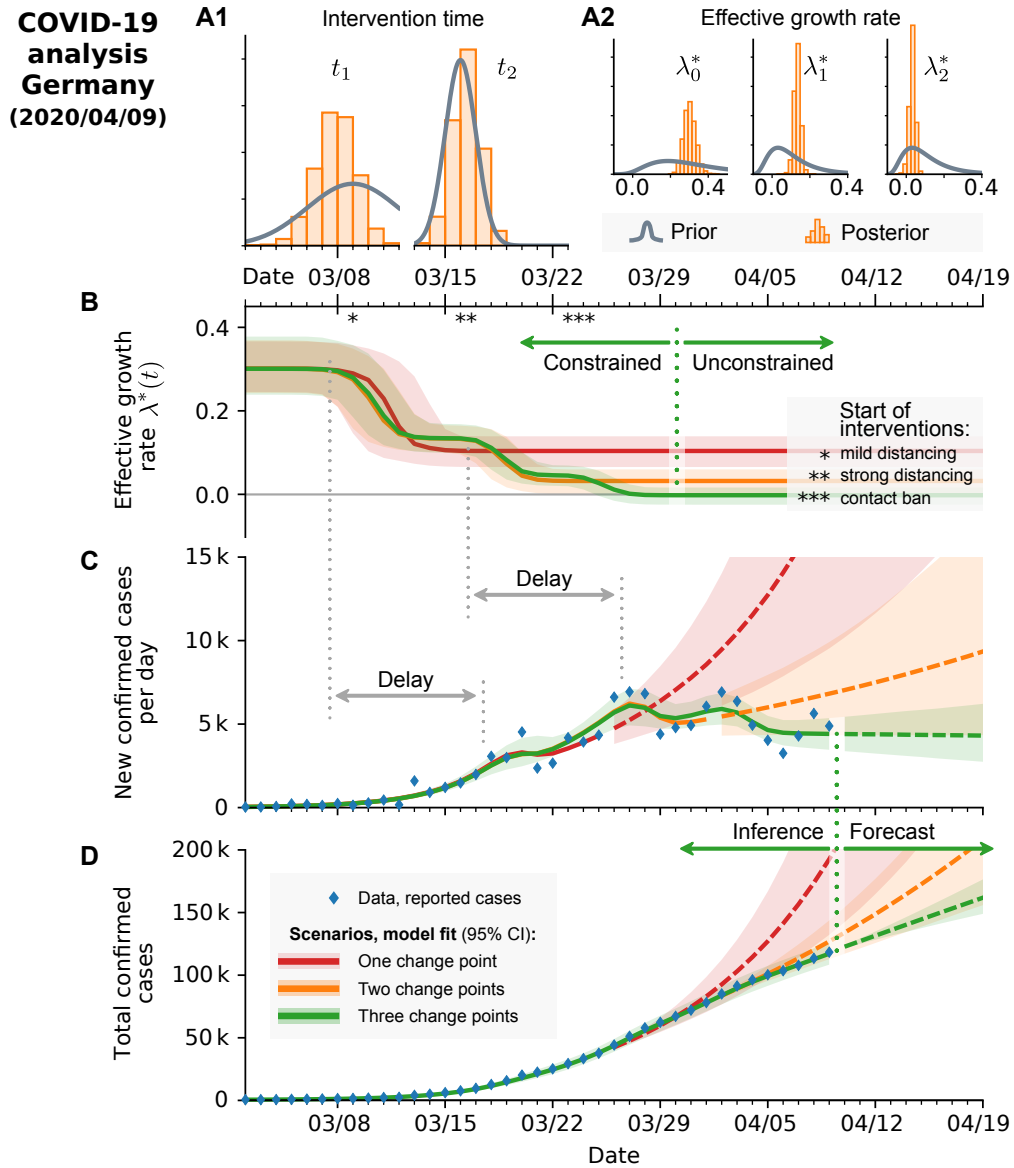 COVID-19
analysis
Germany
(2020/04/09)
A1
Intervention time
t1
t2
A2
Effective growth rate
λ*0
λ*1
λ*2
0.0 0.4
0.0 0.4
0.0 0.4
Prior
Posterior
Date 03/08 03/15 03/22 03/29 04/05 04/12 04/19
B
Effective growth
rate λ*(t)
0.4
0.2
0.0
*
**
***
Constrained
Unconstrained
Start of
interventions:
* mild distancing
** strong distancing
*** contact ban
C
New confirmed cases
per day
15 k
10 k
5 k
0
Delay
Delay
D
Total confirmed
cases
200 k
150 k
100 k
50 k
0
Inference
Forecast
Data, reported cases
Scenarios, model fit (95% CI):
One change point
Two change points
Three change points
03/08 03/15 03/22 03/29 04/05 04/12 04/19
Date